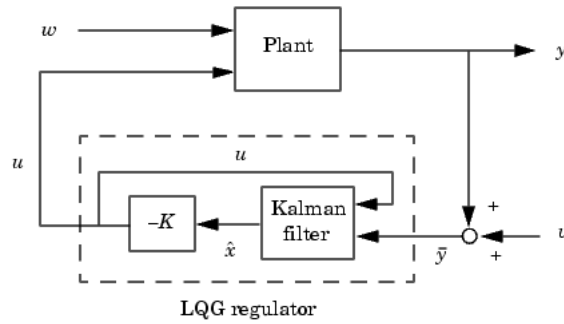 w
Plant
y
u
u
–K
Kalman
filter
x̂
ȳ
+
+
LQG regulator